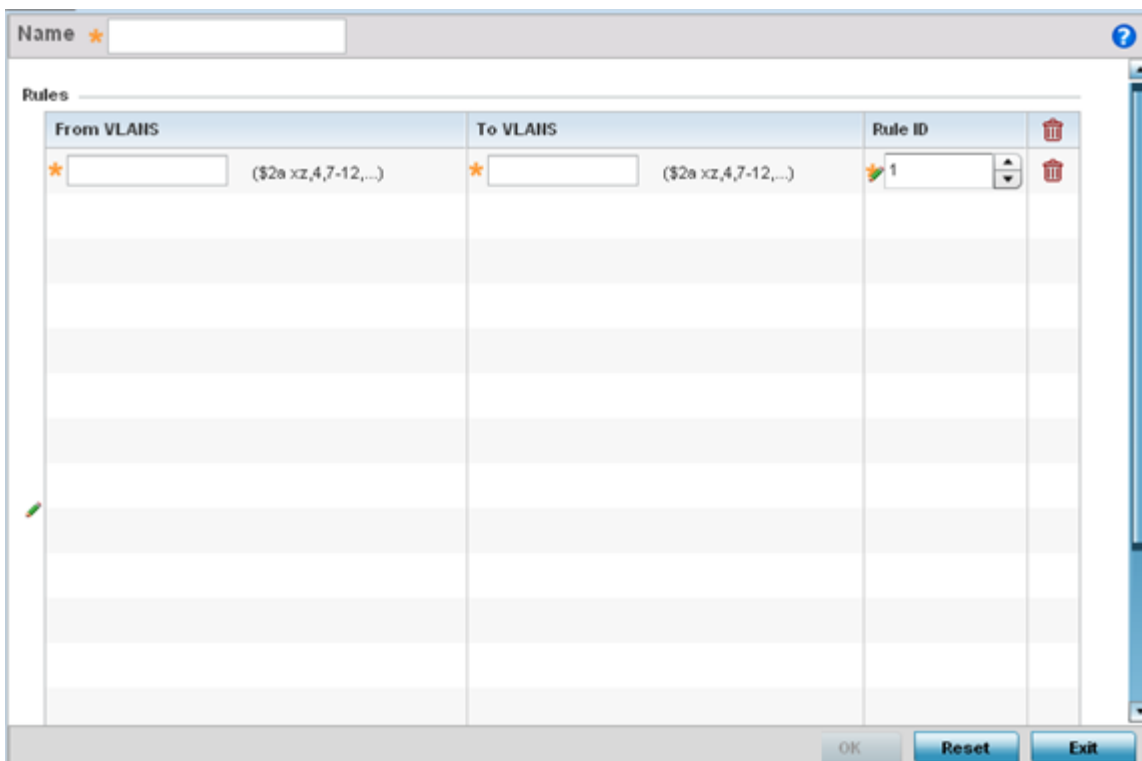 Name *
Rules
From VLANS To VLANS Rule ID
* ($2a xz,4,7-12,...) * ($2a xz,4,7-12,...) 1
OK Reset Exit